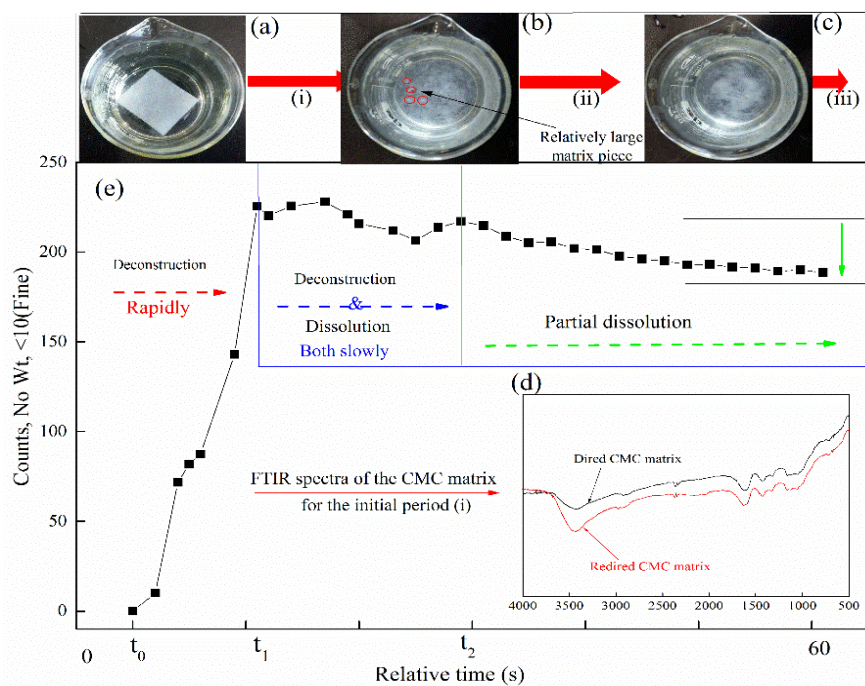 (a)
(b)
(c)
(i)
(ii)
(iii)
Relatively large
matrix piece
250
(e)
200
Deconstruction
Rapidly
Deconstruction
&
Dissolution
Both slowly
Partial dissolution
150
(d)
100
FTIR spectra of the CMC matrix
for the initial period (i)
Dired CMC matrix
Redired CMC matrix
50
4000 3500 3000 2500 2000 1500 1000 500
0
0 t0 t1 t2 60
Relative time (s)
Counts, No Wt, <10(Fine)